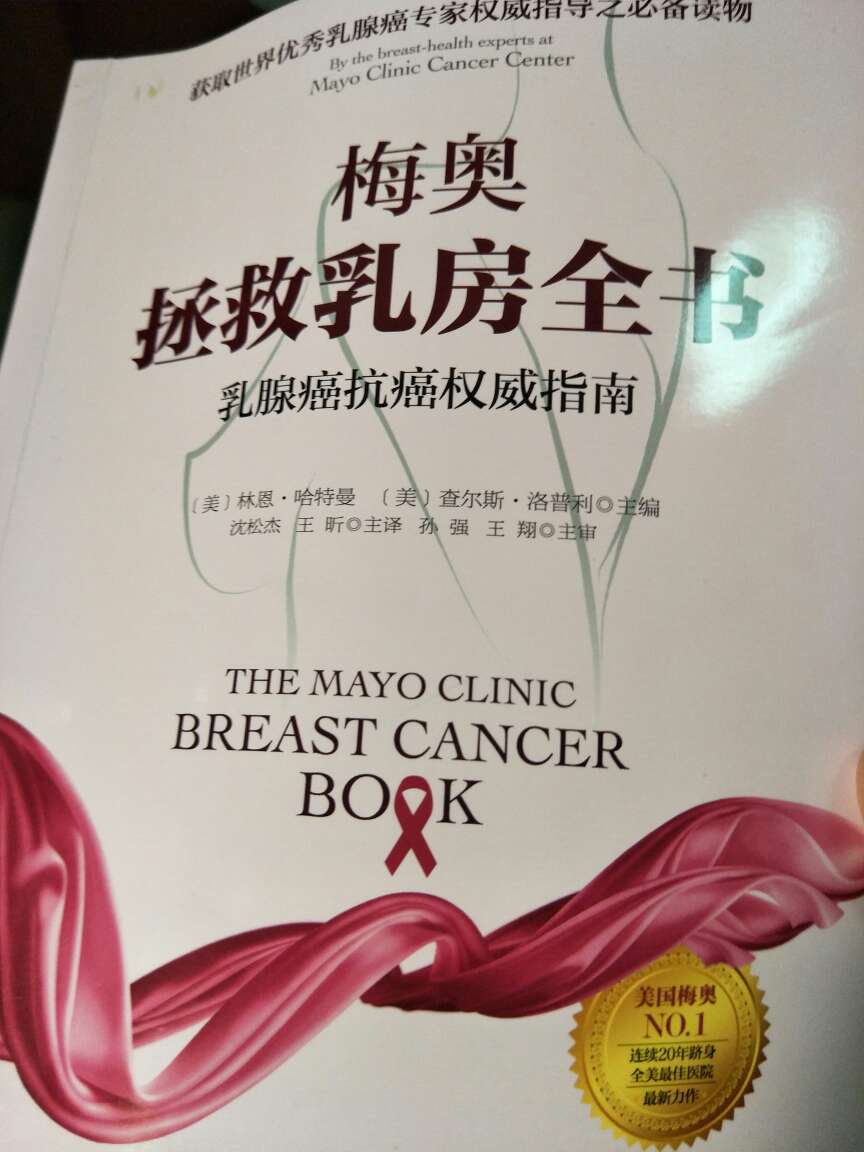 获取世界优秀乳腺癌专家权威指导之必备读物
By the breast-health experts at
Mayo Clinic Cancer Center
梅奥
拯救乳房全书
乳腺癌抗癌权威指南
〔美〕林恩·哈特曼 〔美〕查尔斯·洛普利◎主编
沈松杰 王昕◎主译 孙强 王翔◎主审
THE MAYO CLINIC
BREAST CANCER
BOOK
美国梅奥
NO.1
连续20年跻身
全美最佳医院
最新力作